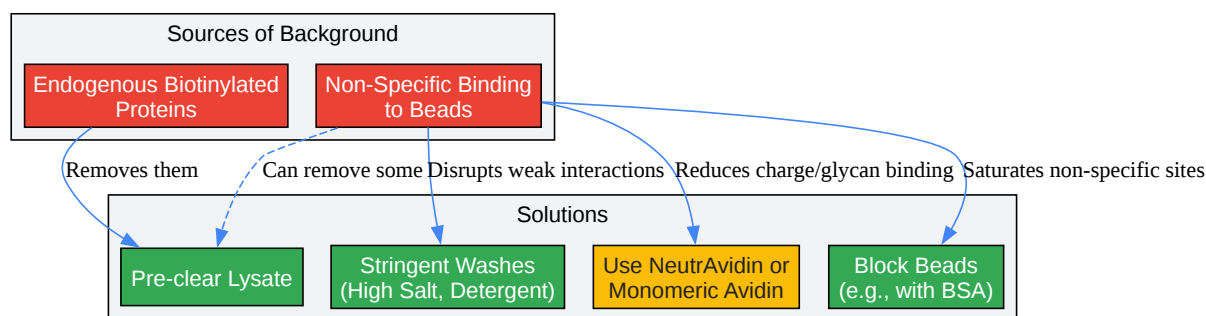 Sources of Background
Endogenous Biotinylated
Proteins
Non-Specific Binding
to Beads
Removes them
Can remove some
Disrupts weak interactions
Reduces charge/glycan binding
Saturates non-specific sites
Solutions
Pre-clear Lysate
Stringent Washes
(High Salt, Detergent)
Use NeutrAvidin or
Monomeric Avidin
Block Beads
(e.g., with BSA)